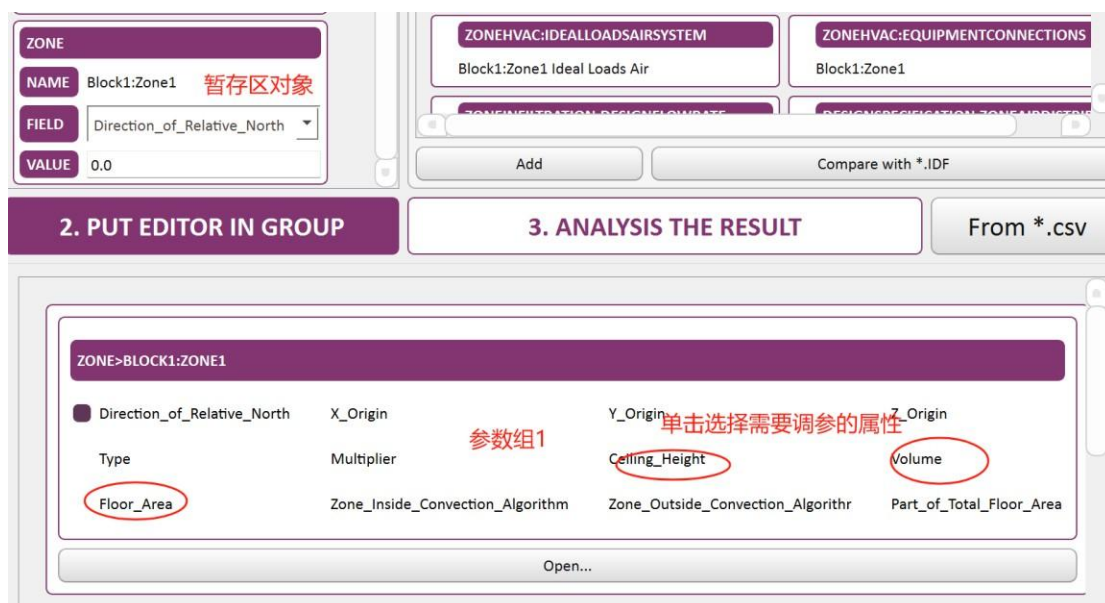 ZONE
NAME Block1:Zone1 暂存区对象
FIELD Direction_of_Relative_North
VALUE 0.0
ZONEHVAC:IDEALLOADSAIRSYSTEM
Block1:Zone1 Ideal Loads Air
ZONEHVAC:EQUIPMENTCONNECTIONS
Block1:Zone1
Add
Compare with *.IDF
2. PUT EDITOR IN GROUP
3. ANALYSIS THE RESULT
From *.csv
ZONE>BLOCK1:ZONE1
Direction_of_Relative_North X_Origin Y_Origin Z_Origin
参数组1 单击选择需要调参的属性
Type Multiplier Ceiling_Height Volume
Floor_Area Zone_Inside_Convection_Algorithm Zone_Outside_Convection_Algorithr Part_of_Total_Floor_Area
Open...